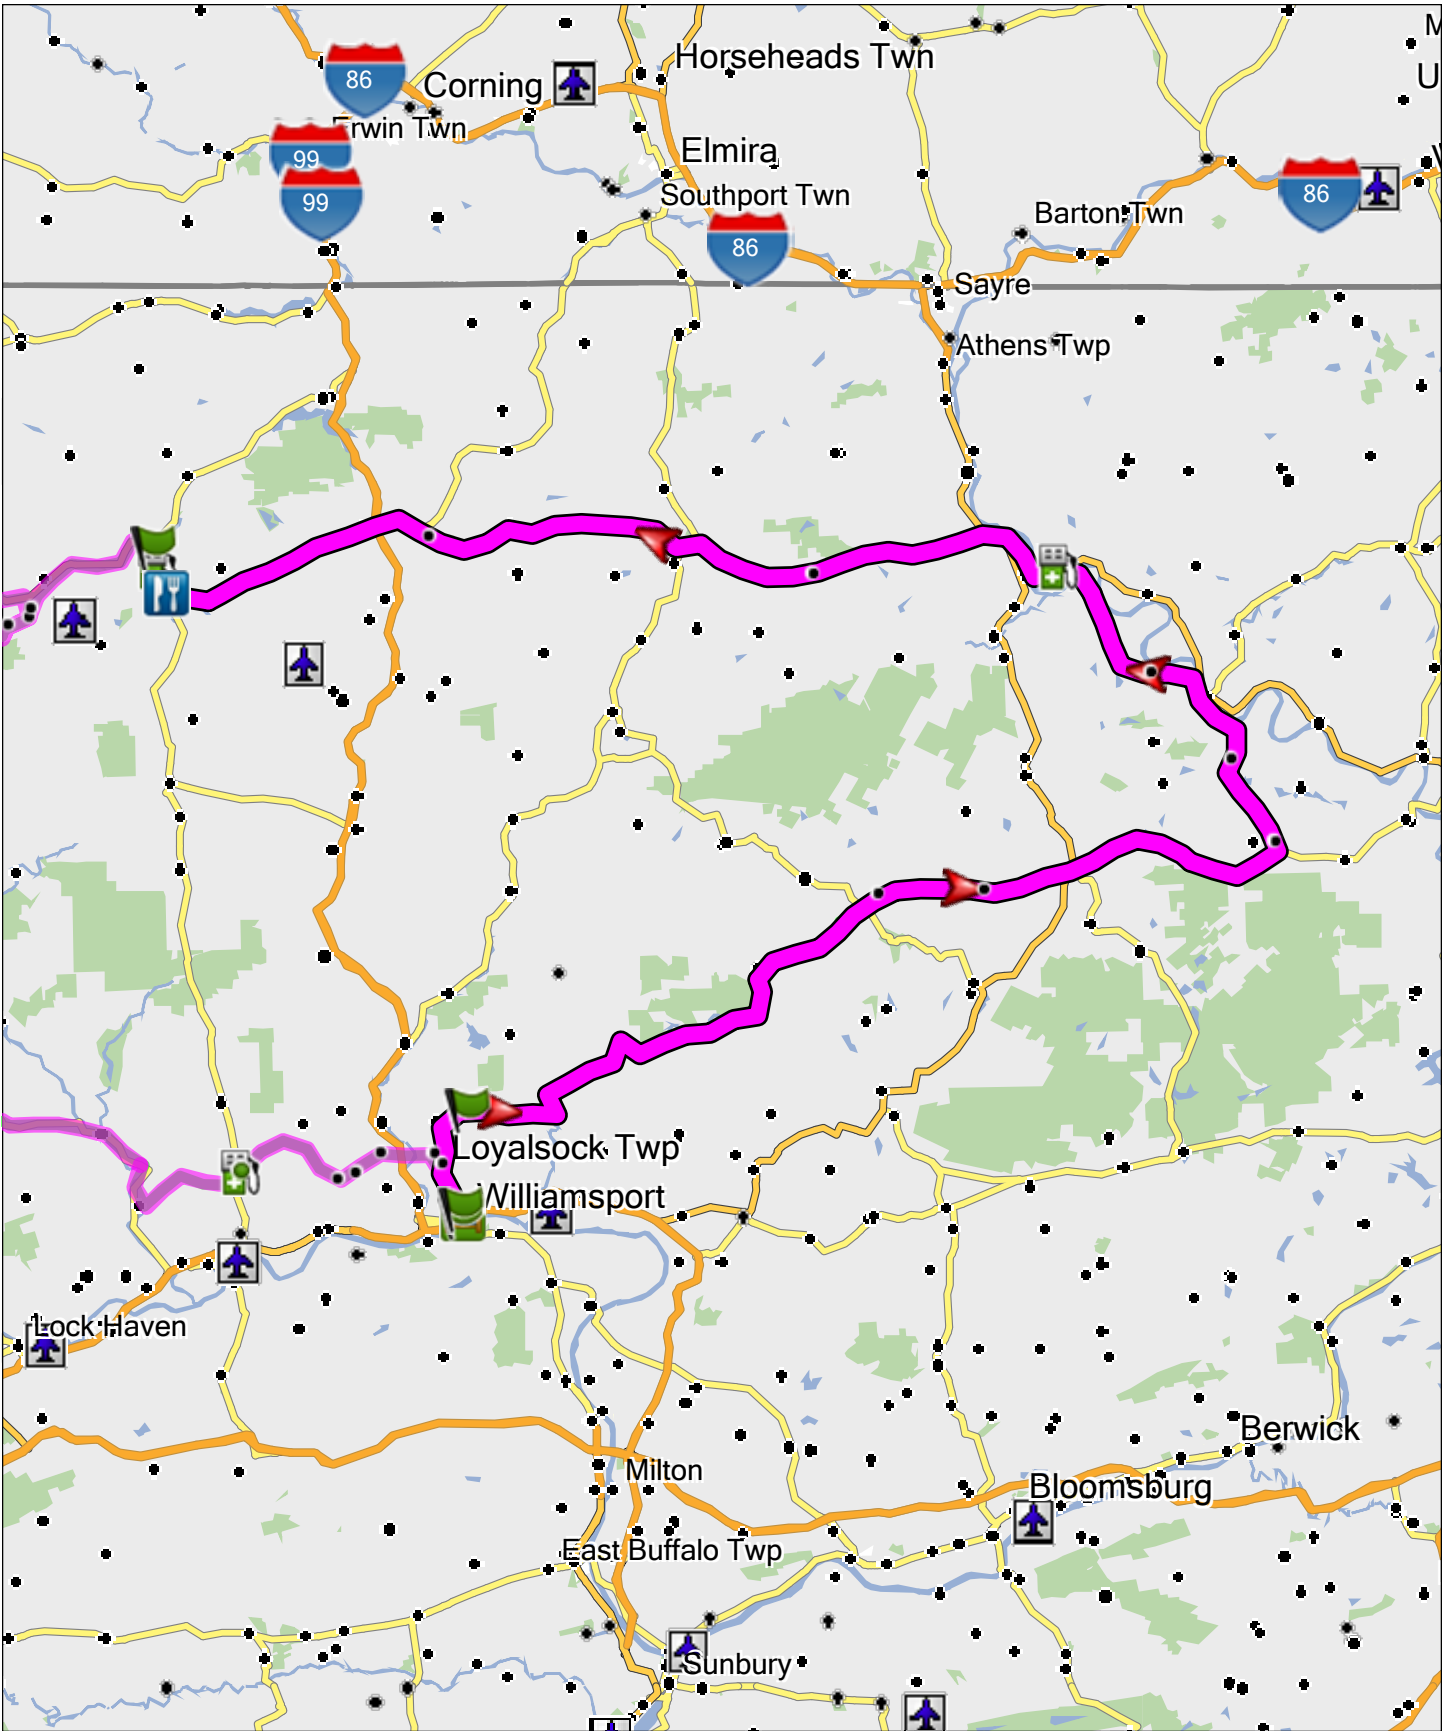 Horseheads Twn
86
Corning
Erwin Twn
99
Elmira
86
99
Southport Twn
Barton Twn
86
Sayre
Athens Twp
Loyalsock Twp
Williamsport
Lock Haven
Berwick
Milton
Bloomsburg
East Buffalo Twp
Sunbury